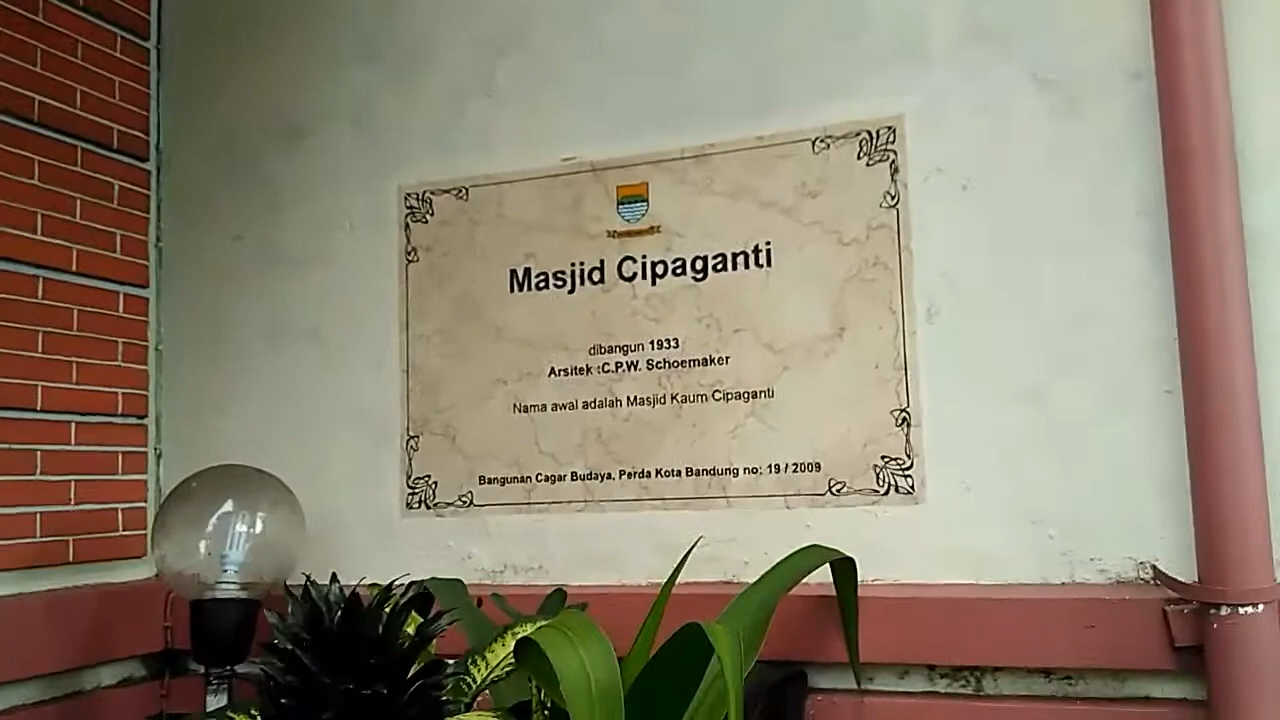 Masjid Cipaganti
dibangun 1933
Arsitek :C.P.W. Schoemaker
Nama awal adalah Masjid Kaum Cipaganti
Bangunan Cagar Budaya, Perda Kota Bandung no: 19 / 2009